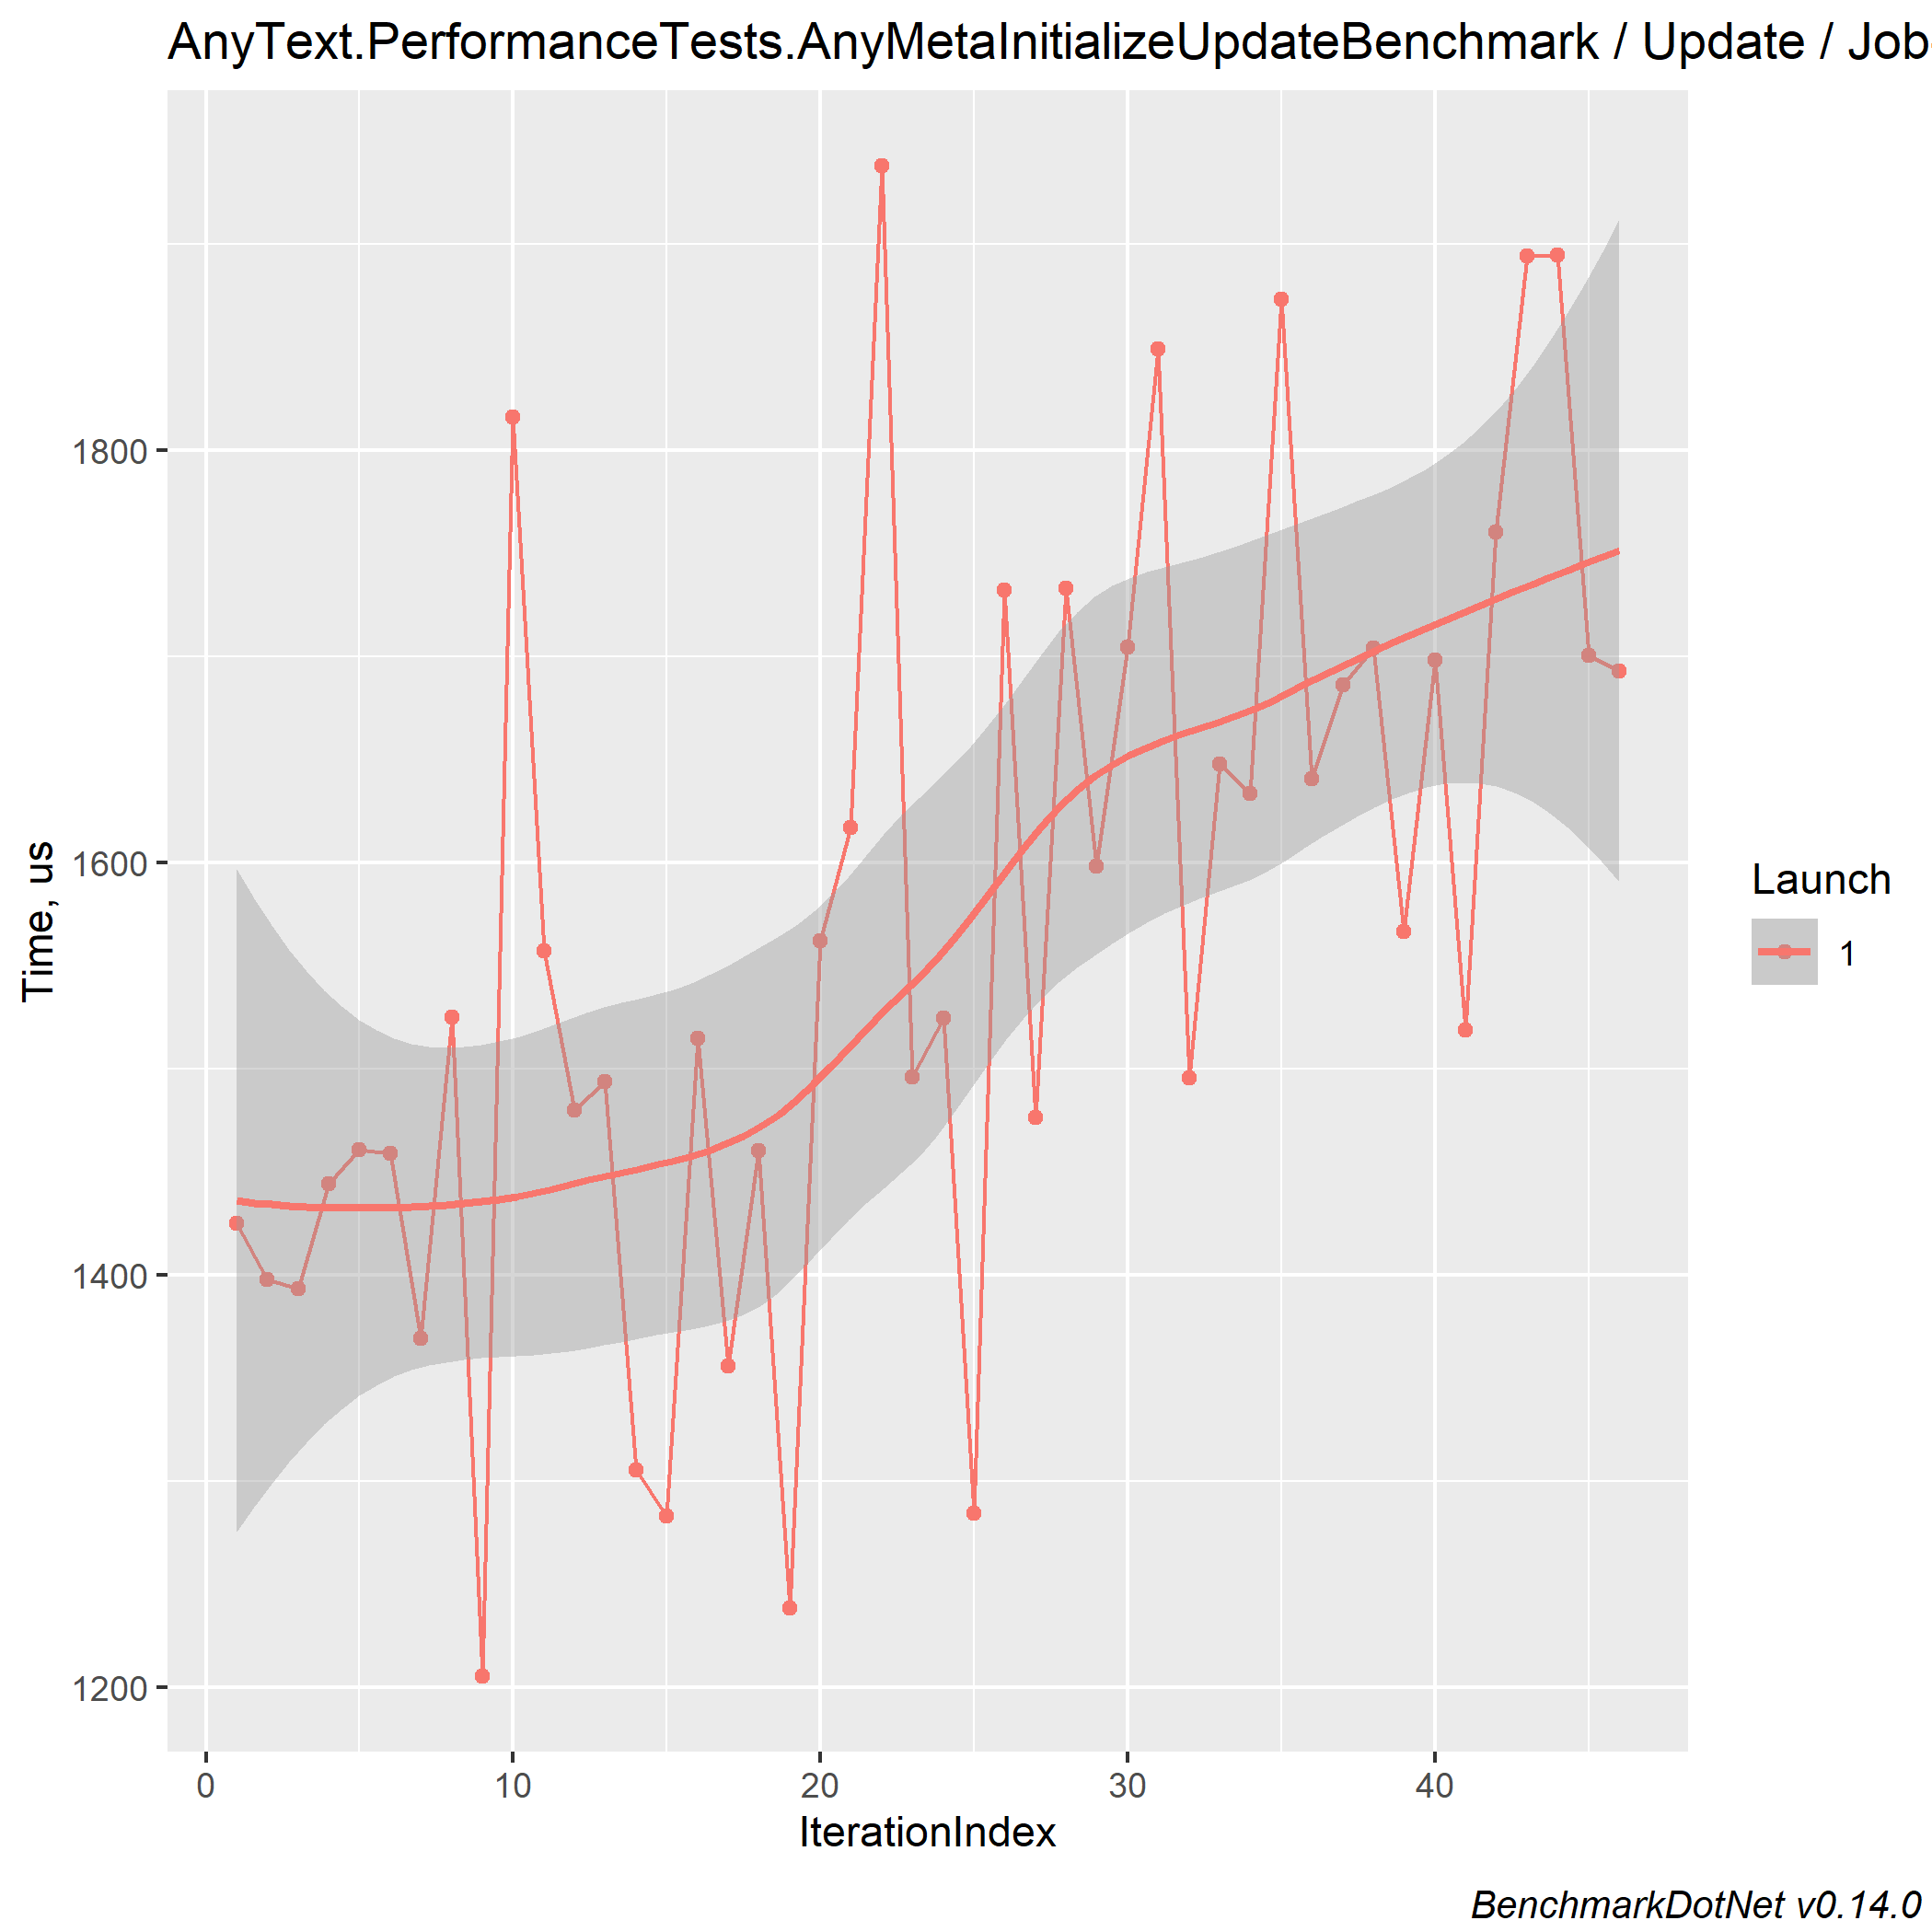 AnyText.PerformanceTests.AnyMetaInitializeUpdateBenchmark / Update / Job
Time, us
1800
1600
1400
1200
0 10 20 30 40
IterationIndex
Launch
1
BenchmarkDotNet v0.14.0